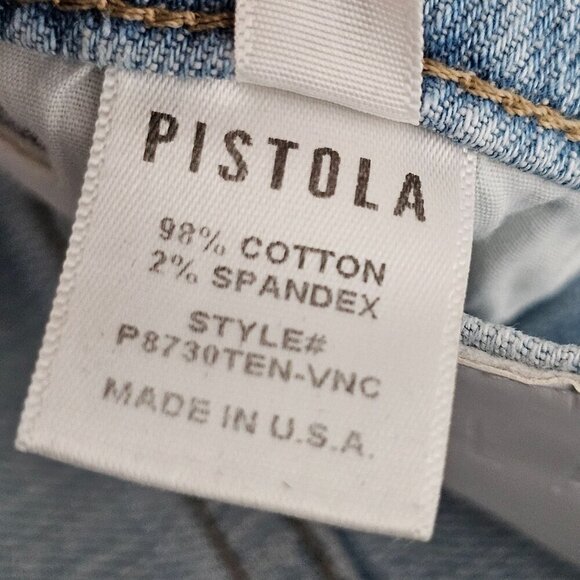 PISTOLA
98% COTTON
2% SPANDEX
STYLE#
P8730TEN-VNC
MADE IN U.S.A.